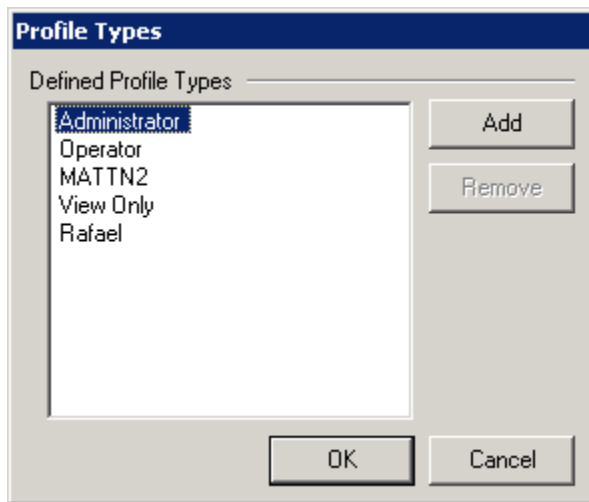 Profile Types
Defined Profile Types
Administrator
Operator
MATTN2
View Only
Rafael
Add
Remove
OK
Cancel